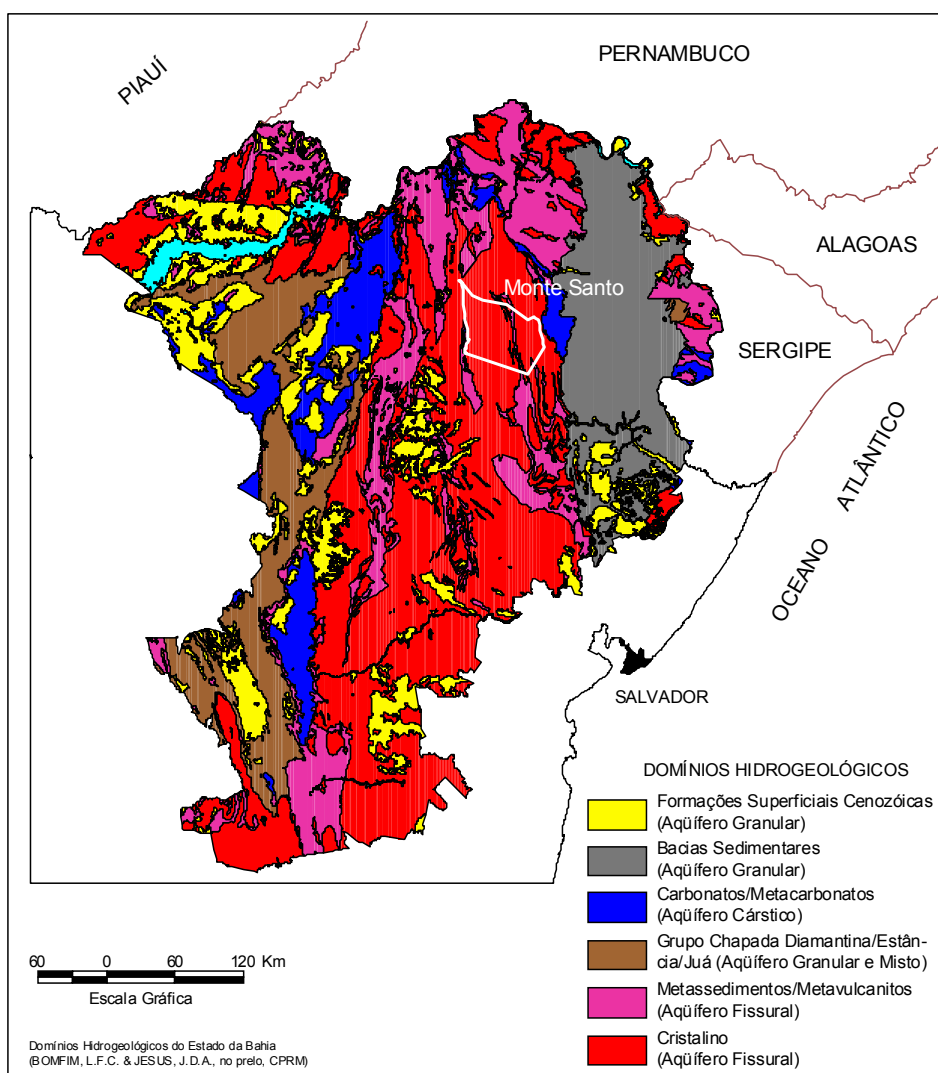 PIAUÍ
PERNAMBUCO
ALAGOAS
Monte Santo
SERGIPE
OCEANO ATLÂNTICO
SALVADOR
DOMÍNIOS HIDROGEOLÓGICOS
Formações Superficiais Cenozóicas
(Aqüífero Granular)
Bacias Sedimentares
(Aqüífero Granular)
Carbonatos/Metacarbonatos
(Aqüífero Cárstico)
Grupo Chapada Diamantina/Estân-
cia/Juá (Aqüífero Granular e Misto)
Metassedimentos/Metavulcanitos
(Aqüífero Fissural)
Cristalino
(Aqüífero Fissural)
60 0 60 120 Km
Escala Gráfica
Domínios Hidrogeológicos do Estado da Bahia
(BOMFIM, L.F.C. & JESUS, J.D.A., no prelo, CPRM)